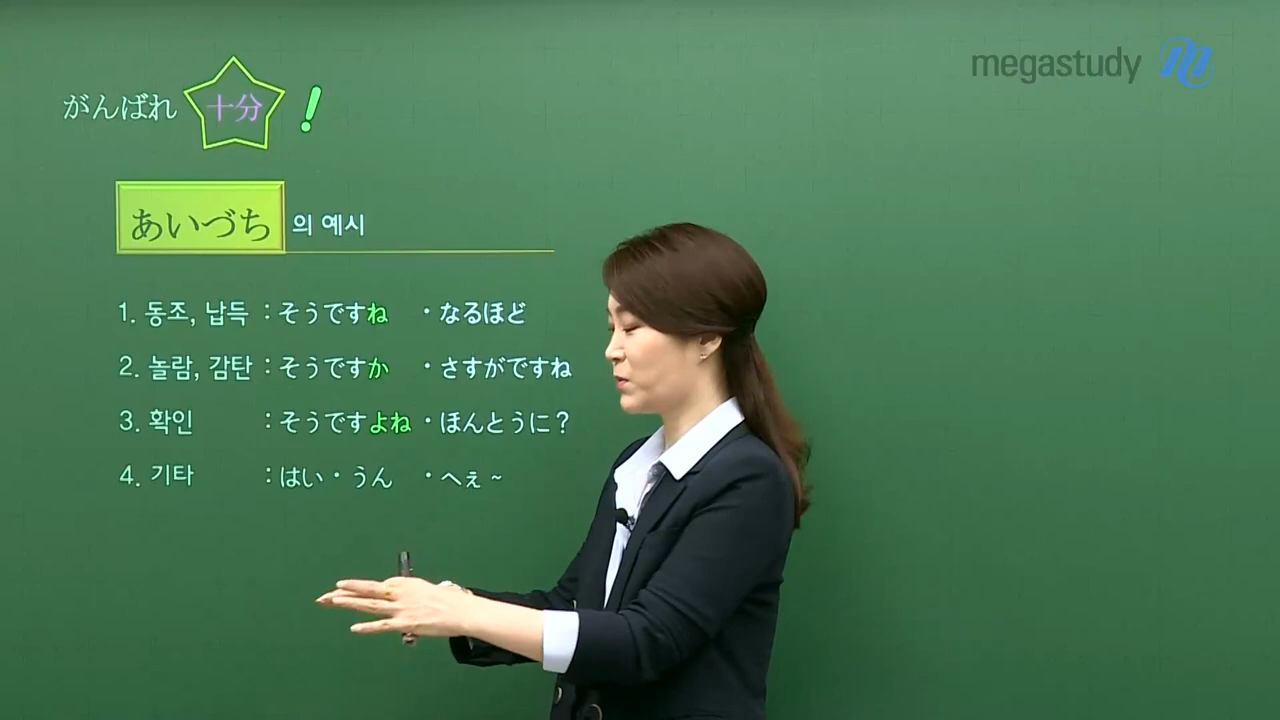 megastudy
がんばれ 十分 !
あいづち 의 예시
1. 동조, 납득 : そうですね ・なるほど
2. 놀람, 감탄 : そうですか ・さすがですね
3. 확인 : そうですよね ・ほんとうに?
4. 기타 : はい・うん ・へぇ~